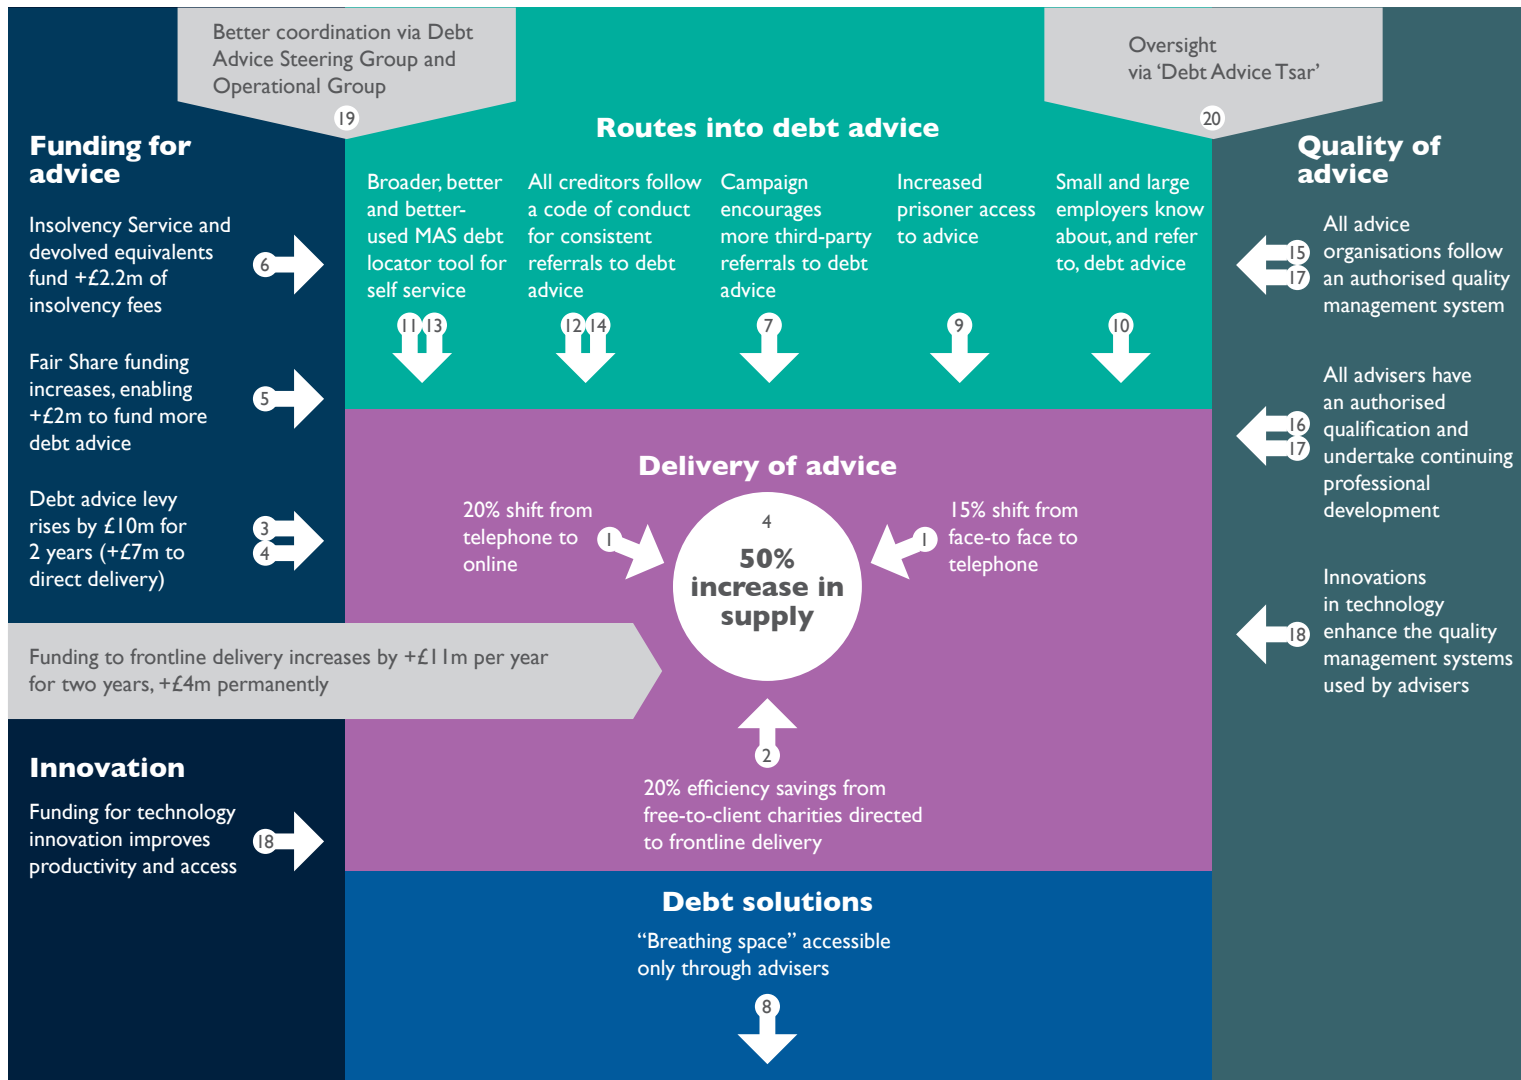 Better coordination via Debt
Advice Steering Group and
Operational Group
19
Oversight
via ‘Debt Advice Tsar’
20
Funding for
advice
Insolvency Service and
devolved equivalents
fund +£2.2m of
insolvency fees
6
Fair Share funding
increases, enabling
+£2m to fund more
debt advice
5
Debt advice levy
rises by £10m for
2 years (+£7m to
direct delivery)
3
4
Funding to frontline delivery increases by +£11m per year
for two years, +£4m permanently
Innovation
Funding for technology
innovation improves
productivity and access
18
Routes into debt advice
Broader, better
and better-
used MAS debt
locator tool for
self service
11 13
All creditors follow
a code of conduct
for consistent
referrals to debt
advice
12 14
Campaign
encourages
more third-party
referrals to debt
advice
7
Increased
prisoner access
to advice
9
Small and large
employers know
about, and refer
to, debt advice
10
Delivery of advice
20% shift from
telephone to
online
1
4
50%
increase in
supply
1
15% shift from
face-to face to
telephone
2
20% efficiency savings from
free-to-client charities directed
to frontline delivery
Debt solutions
“Breathing space” accessible
only through advisers
8
Quality of
advice
All advice
organisations follow
an authorised quality
management system
15
17
All advisers have
an authorised
qualification and
undertake continuing
professional
development
16
17
Innovations
in technology
enhance the quality
management systems
used by advisers
18